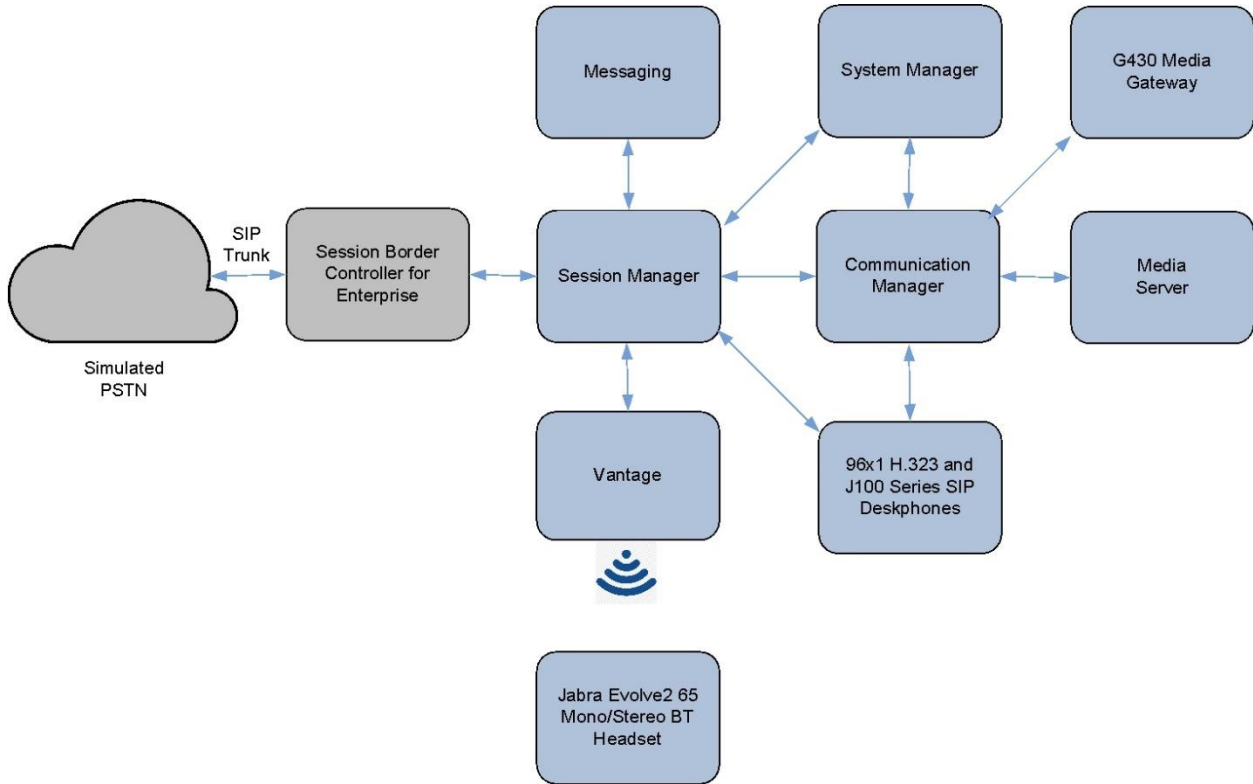 Messaging
System Manager
G430 Media
Gateway
SIP
Trunk
Session Border
Controller for
Enterprise
Session Manager
Communication
Manager
Media
Server
Simulated
PSTN
Vantage
96x1 H.323 and
J100 Series SIP
Deskphones
Jabra Evolve2 65
Mono/Stereo BT
Headset